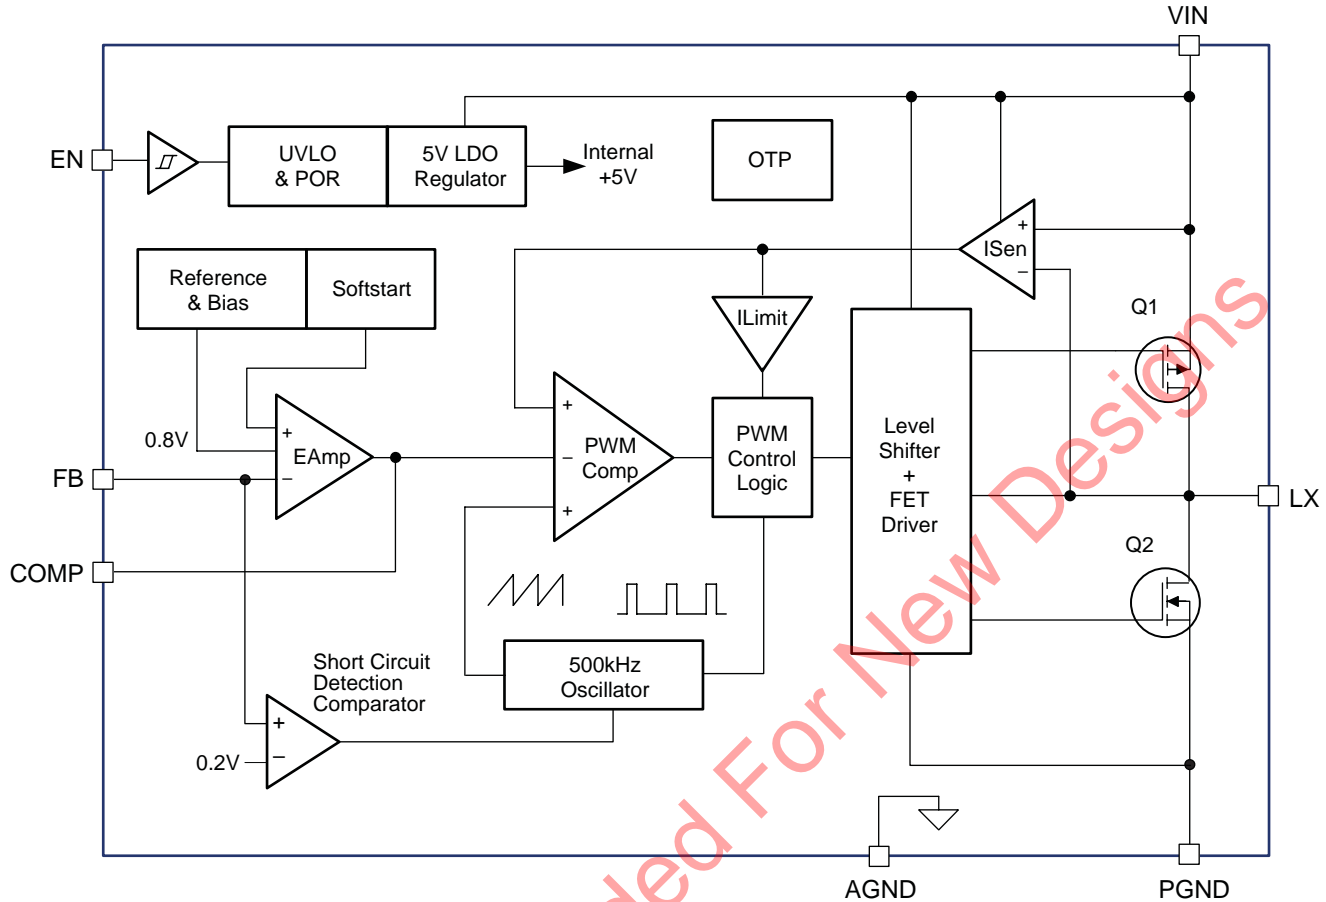 VIN
EN
UVLO
& POR
5V LDO
Regulator
Internal
+5V
OTP
+
ISen
−
Reference
& Bias
Softstart
ILimit
Q1
+
0.8V
EAmp
−
FB
+
−
PWM
Comp
+
PWM
Control
Logic
Level
Shifter
+
FET
Driver
LX
Q2
COMP
Short Circuit
Detection
Comparator
500kHz
Oscillator
+
0.2V
−
AGND
PGND
ded For New Designs